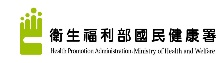 衛生福利部國民健康署
Health Promotion Administration, Ministry of Health and Welfare